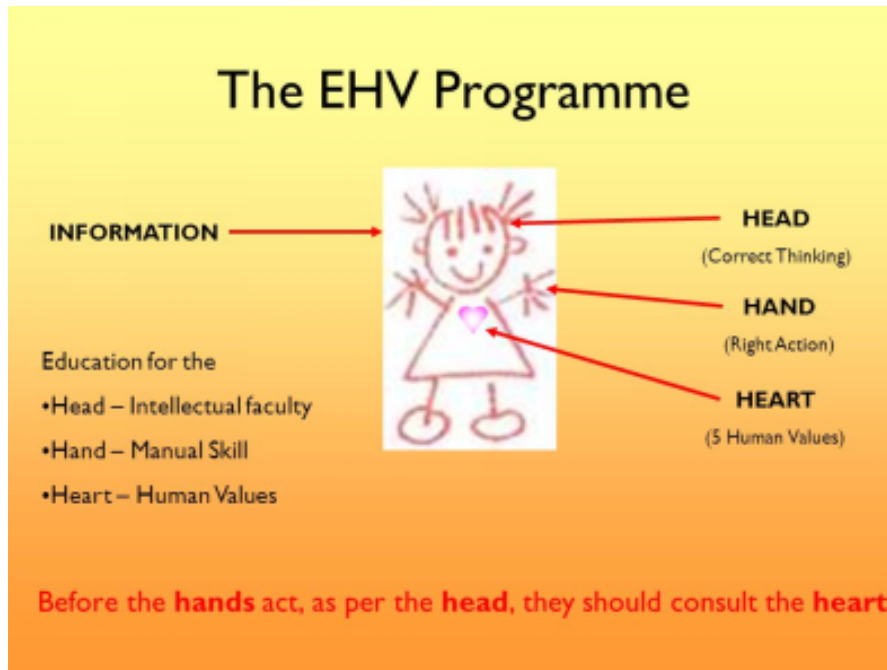 The EHV Programme
INFORMATION
HEAD
(Correct Thinking)
HAND
(Right Action)
HEART
(5 Human Values)
Education for the
•Head – Intellectual faculty
•Hand – Manual Skill
•Heart – Human Values
Before the hands act, as per the head, they should consult the heart